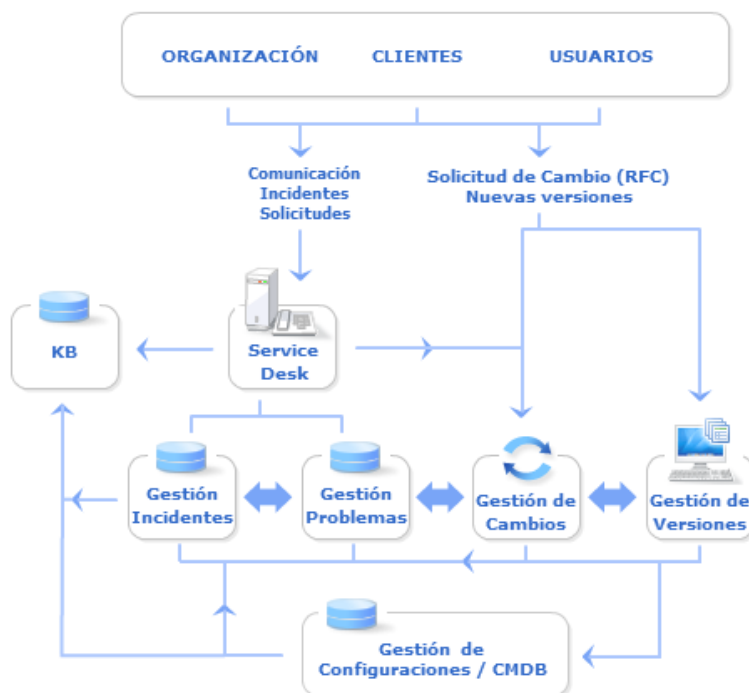 ORGANIZACIÓN CLIENTES USUARIOS
Comunicación
Incidentes
Solicitudes
Solicitud de Cambio (RFC)
Nuevas versiones
KB
Service
Desk
Gestión
Incidentes
Gestión
Problemas
Gestión de
Cambios
Gestión de
Versiones
Gestión de
Configuraciones / CMDB